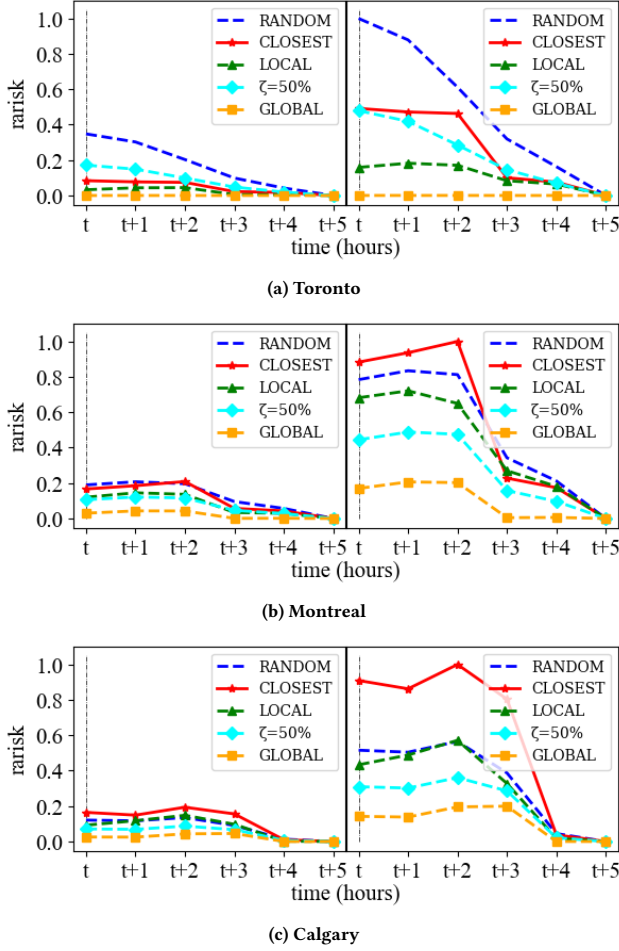 1.0
0.8
0.6
0.4
0.2
0.0
rarisk
RANDOM
CLOSEST
LOCAL
ζ=50%
GLOBAL
RANDOM
CLOSEST
LOCAL
ζ=50%
GLOBAL
t t+1 t+2 t+3 t+4 t+5 t t+1 t+2 t+3 t+4 t+5
time (hours)
(a) Toronto
1.0
0.8
0.6
0.4
0.2
0.0
rarisk
RANDOM
CLOSEST
LOCAL
ζ=50%
GLOBAL
RANDOM
CLOSEST
LOCAL
ζ=50%
GLOBAL
t t+1 t+2 t+3 t+4 t+5 t t+1 t+2 t+3 t+4 t+5
time (hours)
(b) Montreal
1.0
0.8
0.6
0.4
0.2
0.0
rarisk
RANDOM
CLOSEST
LOCAL
ζ=50%
GLOBAL
RANDOM
CLOSEST
LOCAL
ζ=50%
GLOBAL
t t+1 t+2 t+3 t+4 t+5 t t+1 t+2 t+3 t+4 t+5
time (hours)
(c) Calgary